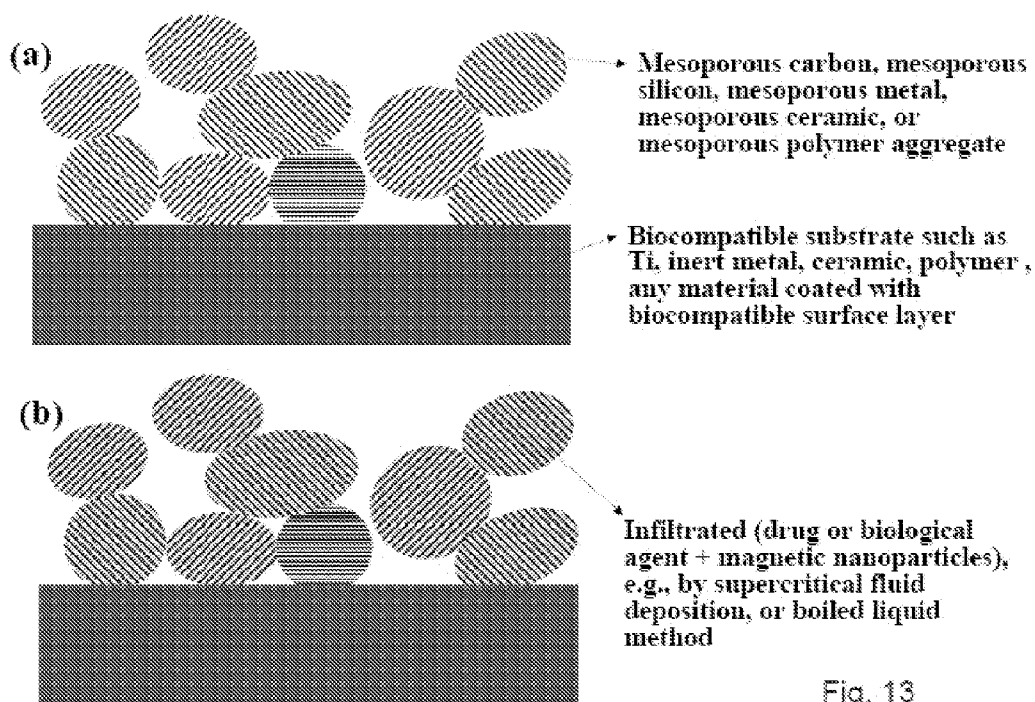 (a)
Mesoporous carbon, mesoporous
silicon, mesoporous metal,
mesoporous ceramic, or
mesoporous polymer aggregate
Biocompatible substrate such as
Ti, inert metal, ceramic, polymer ,
any material coated with
biocompatible surface layer
(b)
Infiltrated (drug or biological
agent + magnetic nanoparticles),
e.g., by supercritical fluid
deposition, or boiled liquid
method
Fig. 13